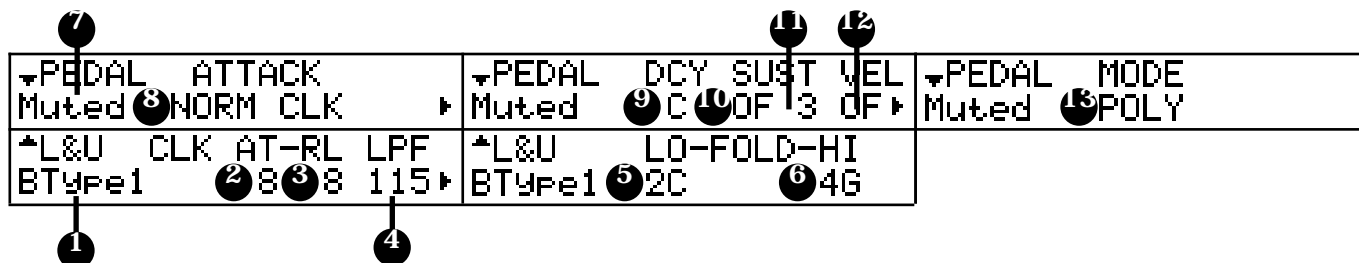 7 11 12
PEDAL ATTACK
Muted 8 NORM CLK
PEDAL DCY SUST VEL
Muted 9 C 10 OF 3 OF
PEDAL MODE
Muted 13 POLY
L&U CLK AT-RL LPF
BType1 2 8 3 8 115
L&U LO-FOLD-HI
BType1 5 2C 6 4G
1 4